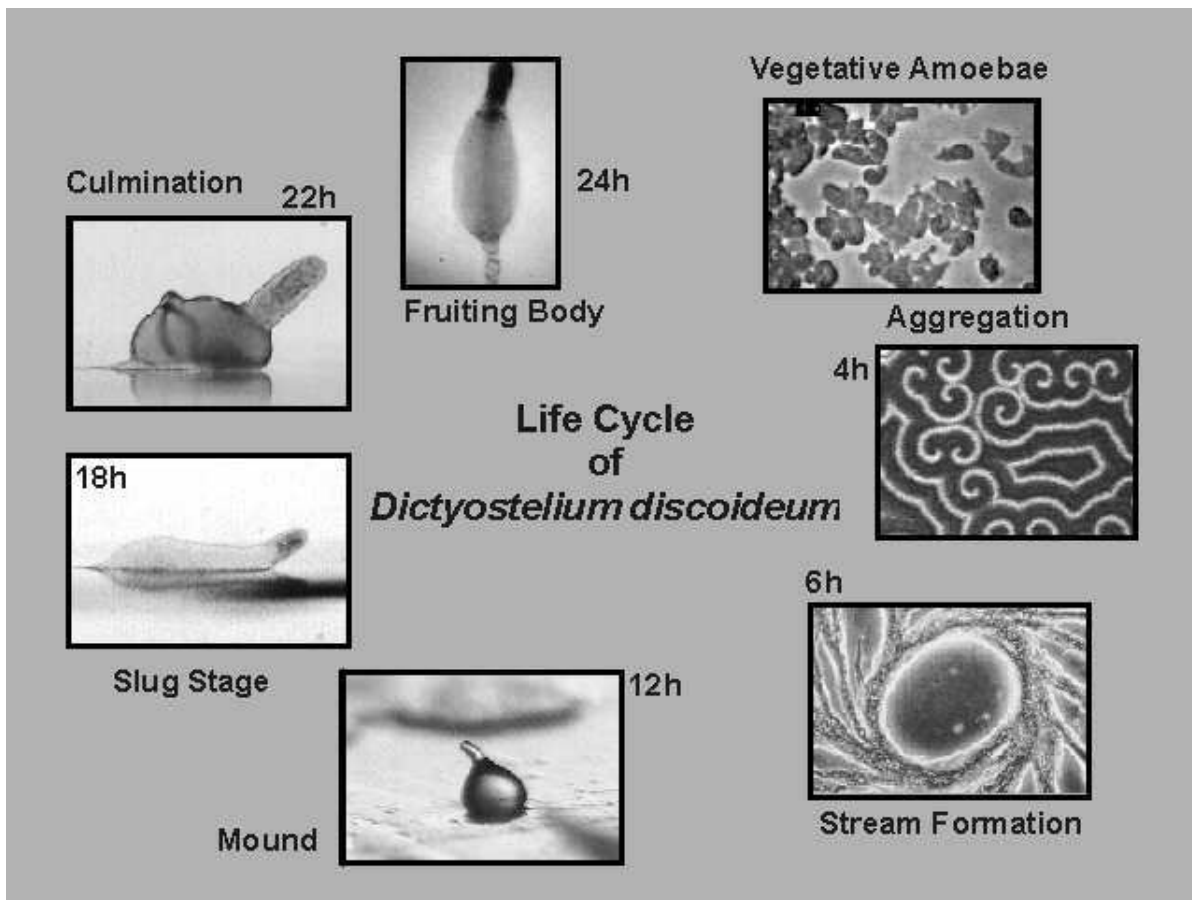 Vegetative Amoebae
Culmination
22h
24h
Fruiting Body
Aggregation
4h
Life Cycle
of
Dictyostelium discoideum
18h
6h
Slug Stage
12h
Mound
Stream Formation